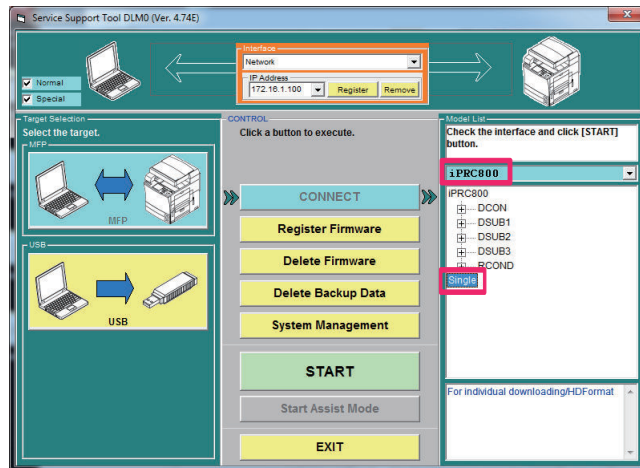 Service Support Tool DLM0 (Ver. 4.74E)
Interface
Network
IP Address
172.16.1.100
Register
Remove
Normal
Special
Target Selection
Select the target.
MFP
MFP
USB
USB
CONTROL
Click a button to execute.
CONNECT
Register Firmware
Delete Firmware
Delete Backup Data
System Management
START
Start Assist Mode
EXIT
Model List
Check the interface and click [START]
button.
iPRC800
iPRC800
DCON
DSUB1
DSUB2
DSUB3
RCOND
Single
For individual downloading/HDFormat